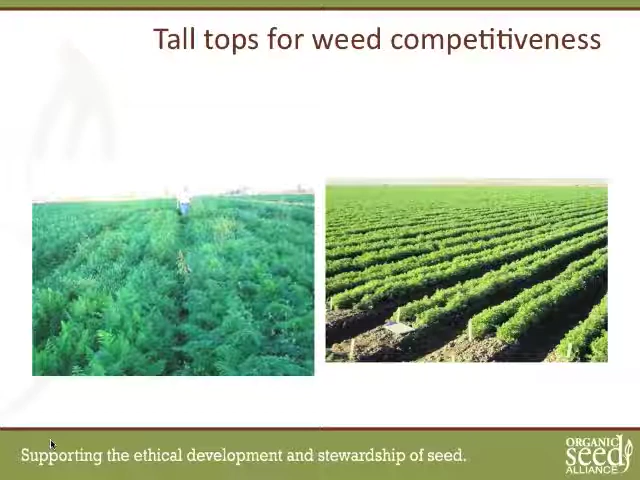 Tall tops for weed competitiveness
Supporting the ethical development and stewardship of seed.
ORGANIC
seed
ALLIANCE